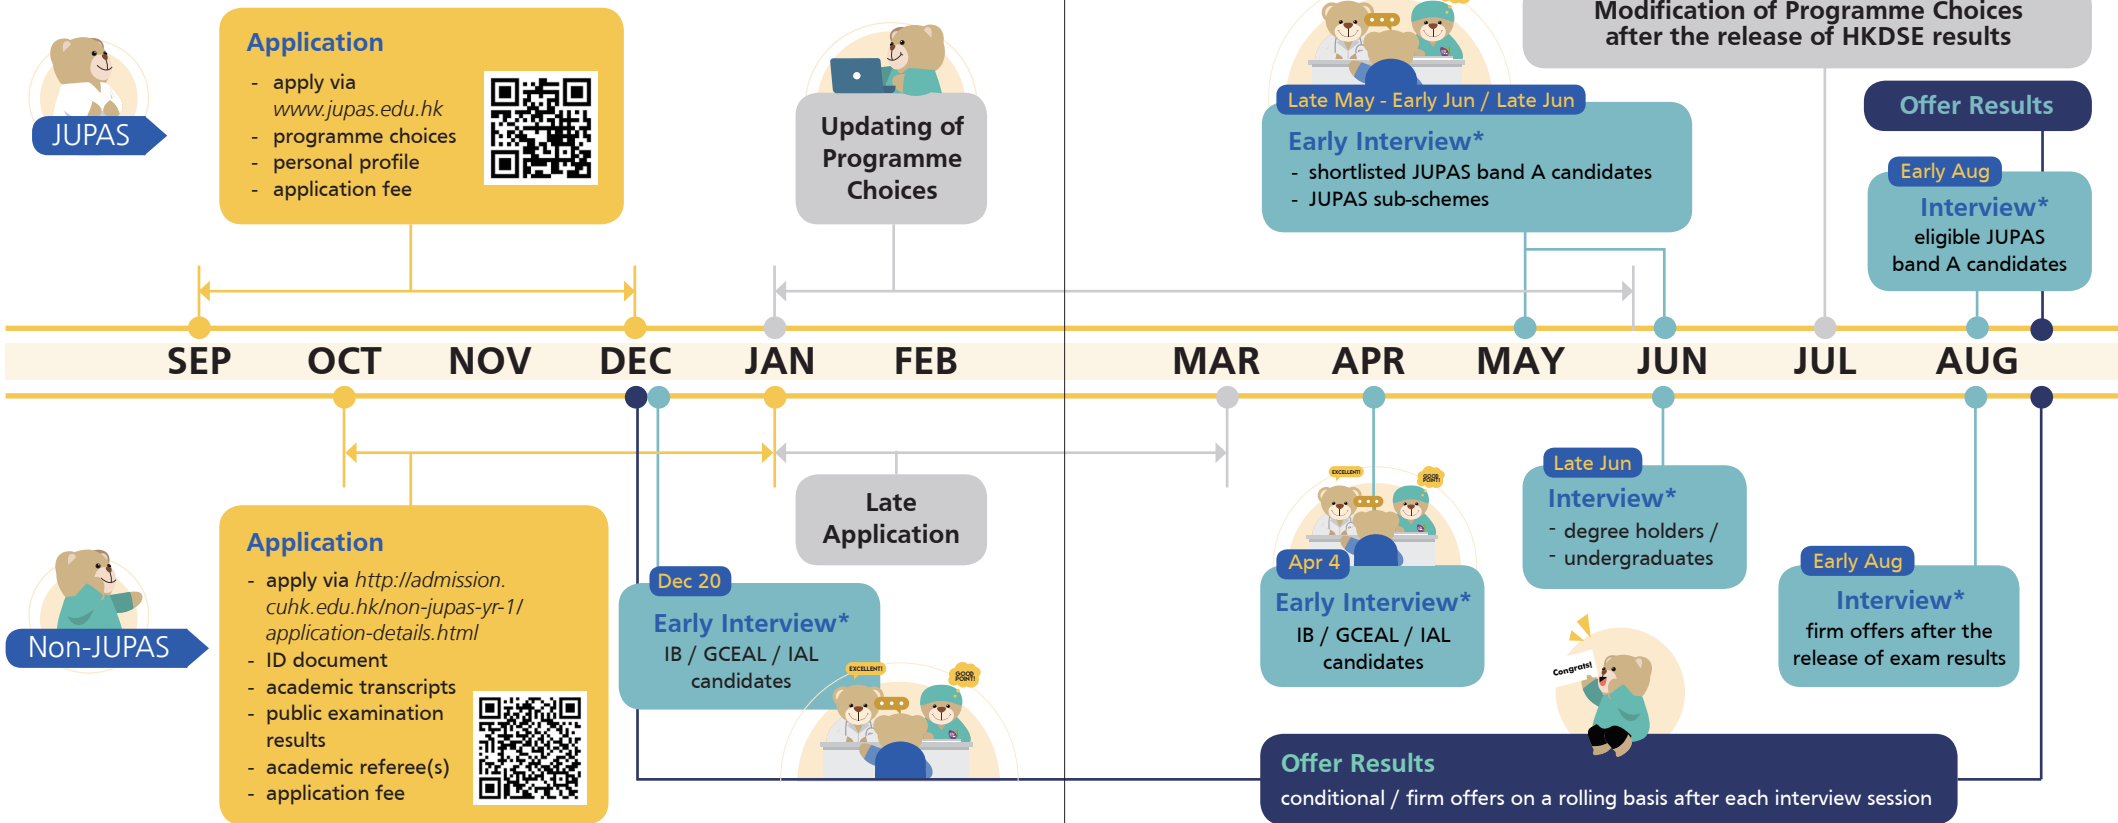 JUPAS
Application
- apply via
www.jupas.edu.hk
- programme choices
- personal profile
- application fee
Updating of
Programme
Choices
Late May - Early Jun / Late Jun
Early Interview*
- shortlisted JUPAS band A candidates
- JUPAS sub-schemes
Modification of Programme Choices
after the release of HKDSE results
Offer Results
Early Aug
Interview*
eligible JUPAS
band A candidates
SEP OCT NOV DEC JAN FEB MAR APR MAY JUN JUL AUG
Non-JUPAS
Application
- apply via http://admission.
cuhk.edu.hk/non-jupas-yr-1/
application-details.html
- ID document
- academic transcripts
- public examination
results
- academic referee(s)
- application fee
Late
Application
Dec 20
Early Interview*
IB / GCEAL / IAL
candidates
EXCELLENT!
GOOD
POINT!
EXCELLENT!
GOOD
POINT!
Apr 4
Early Interview*
IB / GCEAL / IAL
candidates
Late Jun
Interview*
- degree holders /
- undergraduates
Early Aug
Interview*
firm offers after the
release of exam results
Congrats!
Offer Results
conditional / firm offers on a rolling basis after each interview session